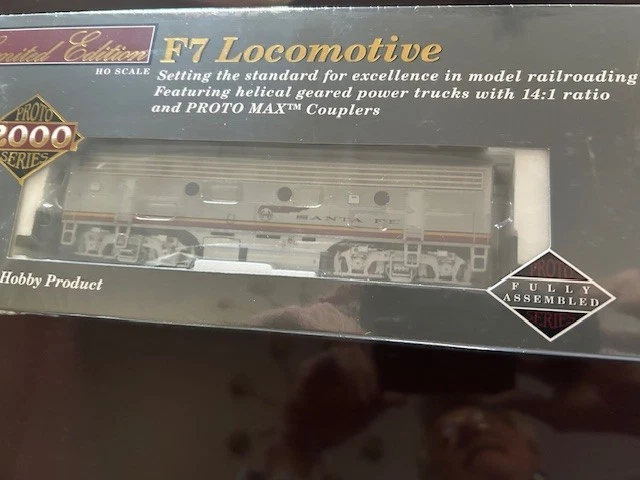 Limited Edition
HO SCALE
F7 Locomotive
Setting the standard for excellence in model railroading
Featuring helical geared power trucks with 14:1 ratio
and PROTO MAX™ Couplers
PROTO
2000
SERIES
SANTA FE
Hobby Product
PROTO
FULLY
ASSEMBLED
SERIES